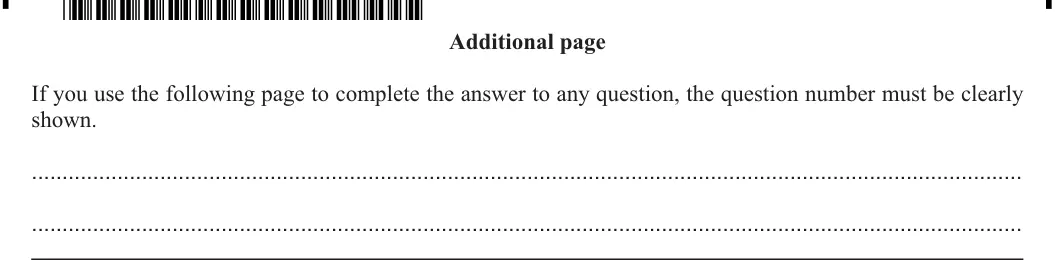 Additional page
If you use the following page to complete the answer to any question, the question number must be clearly
shown.